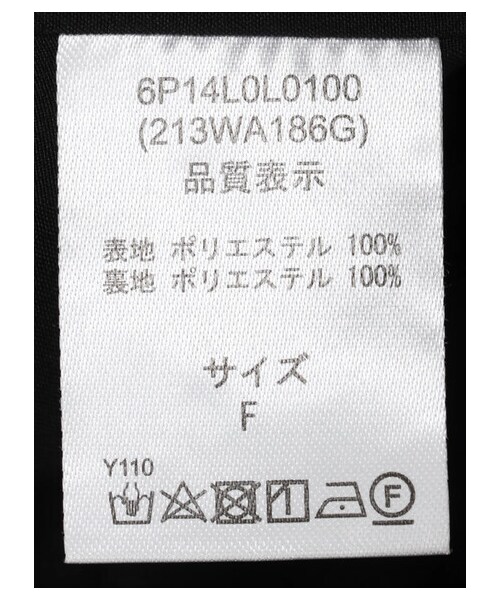 6P14L0L0100
(213WA186G)
品質表示
表地 ポリエステル 100%
裏地 ポリエステル 100%
サイズ
F
Y110
F